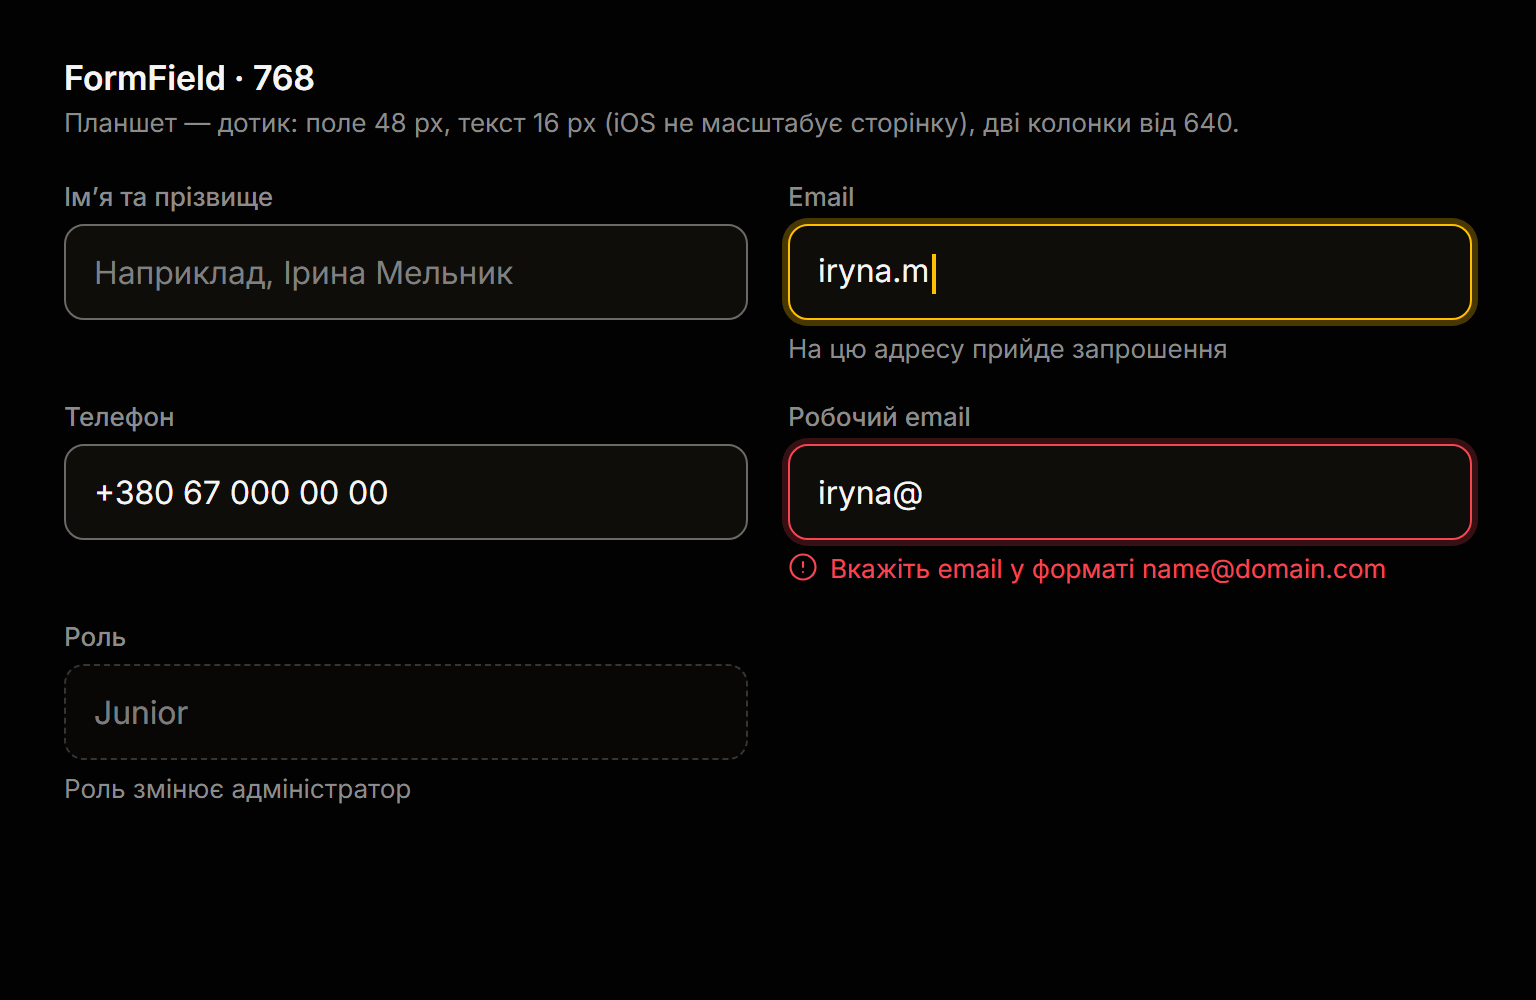 FormField · 768
Планшет — дотик: поле 48 px, текст 16 px (iOS не масштабує сторінку), дві колонки від 640.
Ім’я та прізвище
Наприклад, Ірина Мельник
Email
iryna.m
На цю адресу прийде запрошення
Телефон
+380 67 000 00 00
Робочий email
iryna@
Вкажіть email у форматі name@domain.com
Роль
Junior
Роль змінює адміністратор